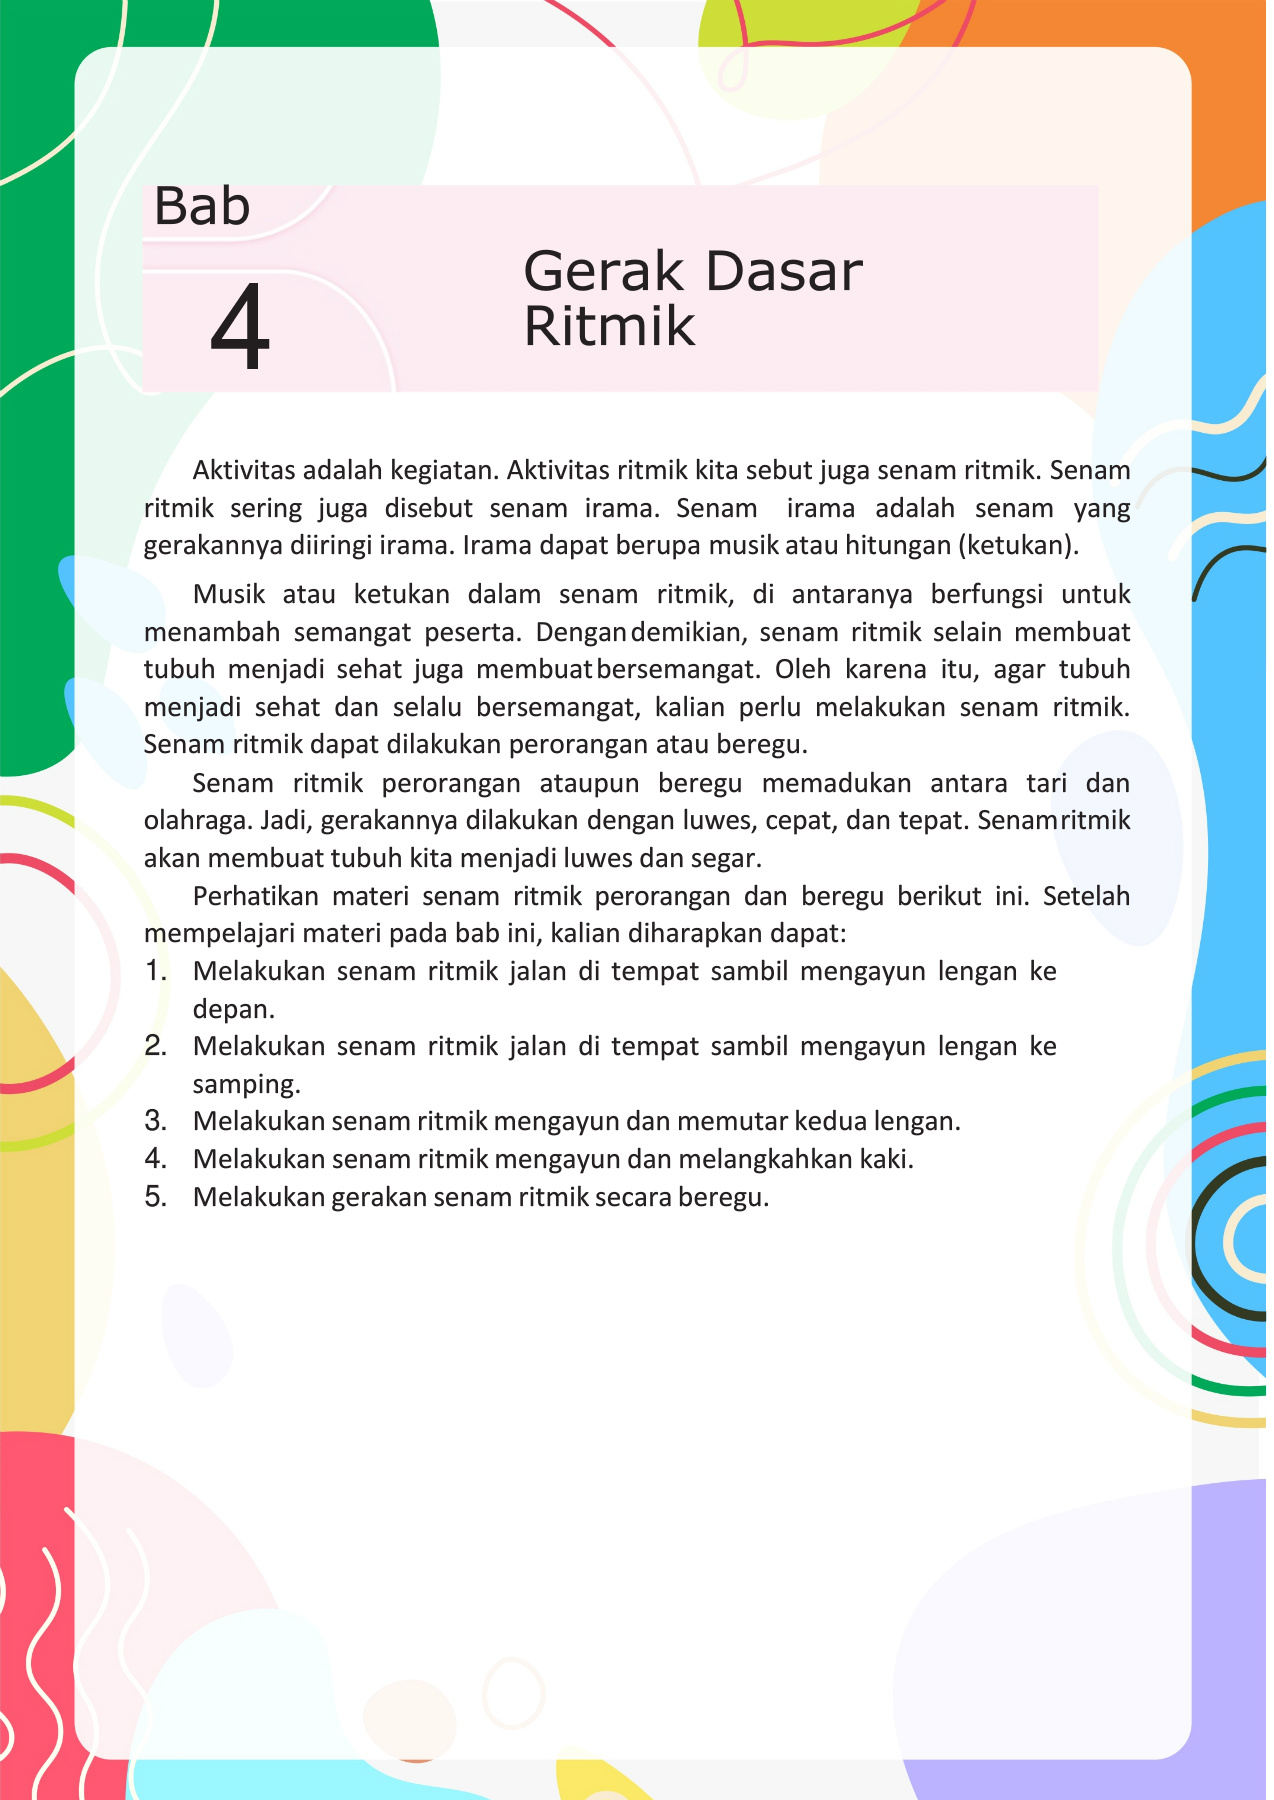 Bab
4
Gerak Dasar
Ritmik
Aktivitas adalah kegiatan. Aktivitas ritmik kita sebut juga senam ritmik. Senam
ritmik sering juga disebut senam irama. Senam irama adalah senam yang
gerakannya diiringi irama. Irama dapat berupa musik atau hitungan (ketukan).
Musik atau ketukan dalam senam ritmik, di antaranya berfungsi untuk
menambah semangat peserta. Dengan demikian, senam ritmik selain membuat
tubuh menjadi sehat juga membuat bersemangat. Oleh karena itu, agar tubuh
menjadi sehat dan selalu bersemangat, kalian perlu melakukan senam ritmik.
Senam ritmik dapat dilakukan perorangan atau beregu.
Senam ritmik perorangan ataupun beregu memadukan antara tari dan
olahraga. Jadi, gerakannya dilakukan dengan luwes, cepat, dan tepat. Senam ritmik
akan membuat tubuh kita menjadi luwes dan segar.
Perhatikan materi senam ritmik perorangan dan beregu berikut ini. Setelah
mempelajari materi pada bab ini, kalian diharapkan dapat:
1. Melakukan senam ritmik jalan di tempat sambil mengayun lengan ke
depan.
2. Melakukan senam ritmik jalan di tempat sambil mengayun lengan ke
samping.
3. Melakukan senam ritmik mengayun dan memutar kedua lengan.
4. Melakukan senam ritmik mengayun dan melangkahkan kaki.
5. Melakukan gerakan senam ritmik secara beregu.